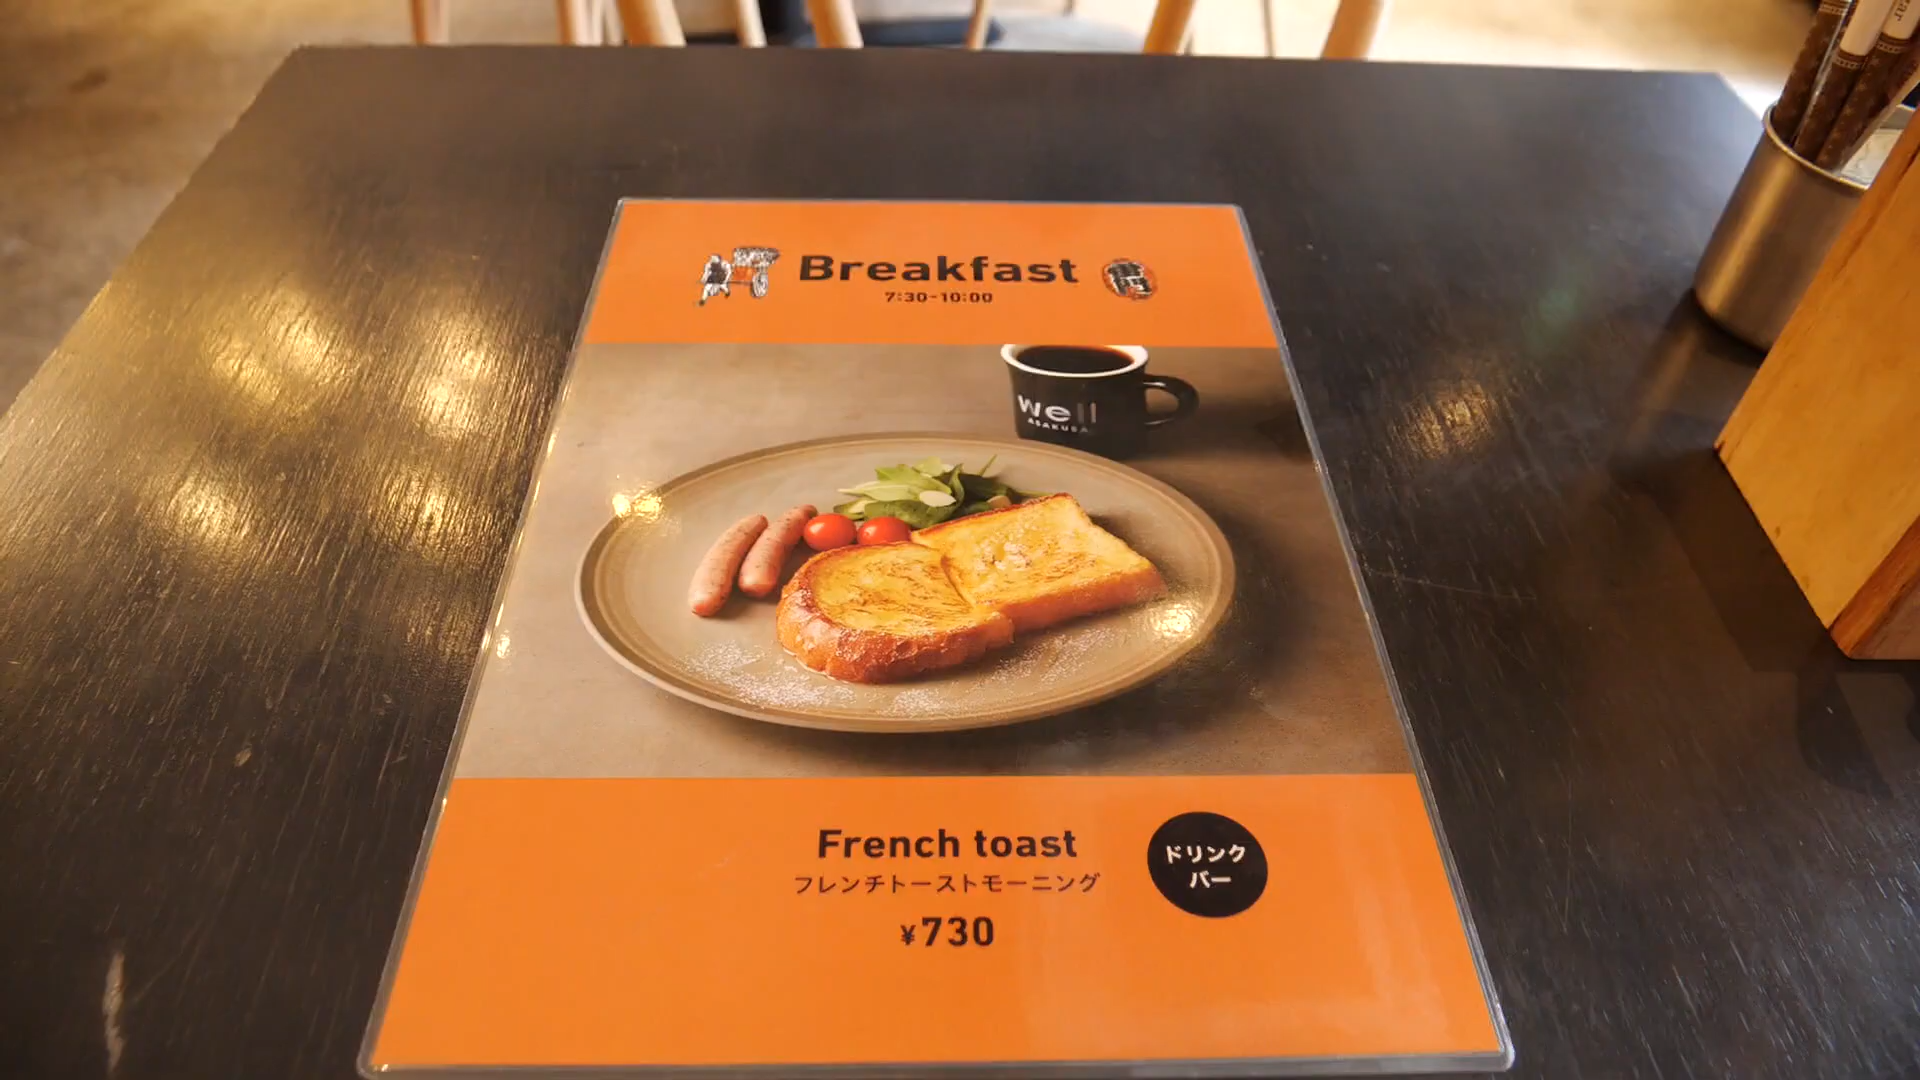 Breakfast
7:30-10:00
well
ASAKUSA
French toast
フレンチトーストモーニング
ドリンク
バー
¥730